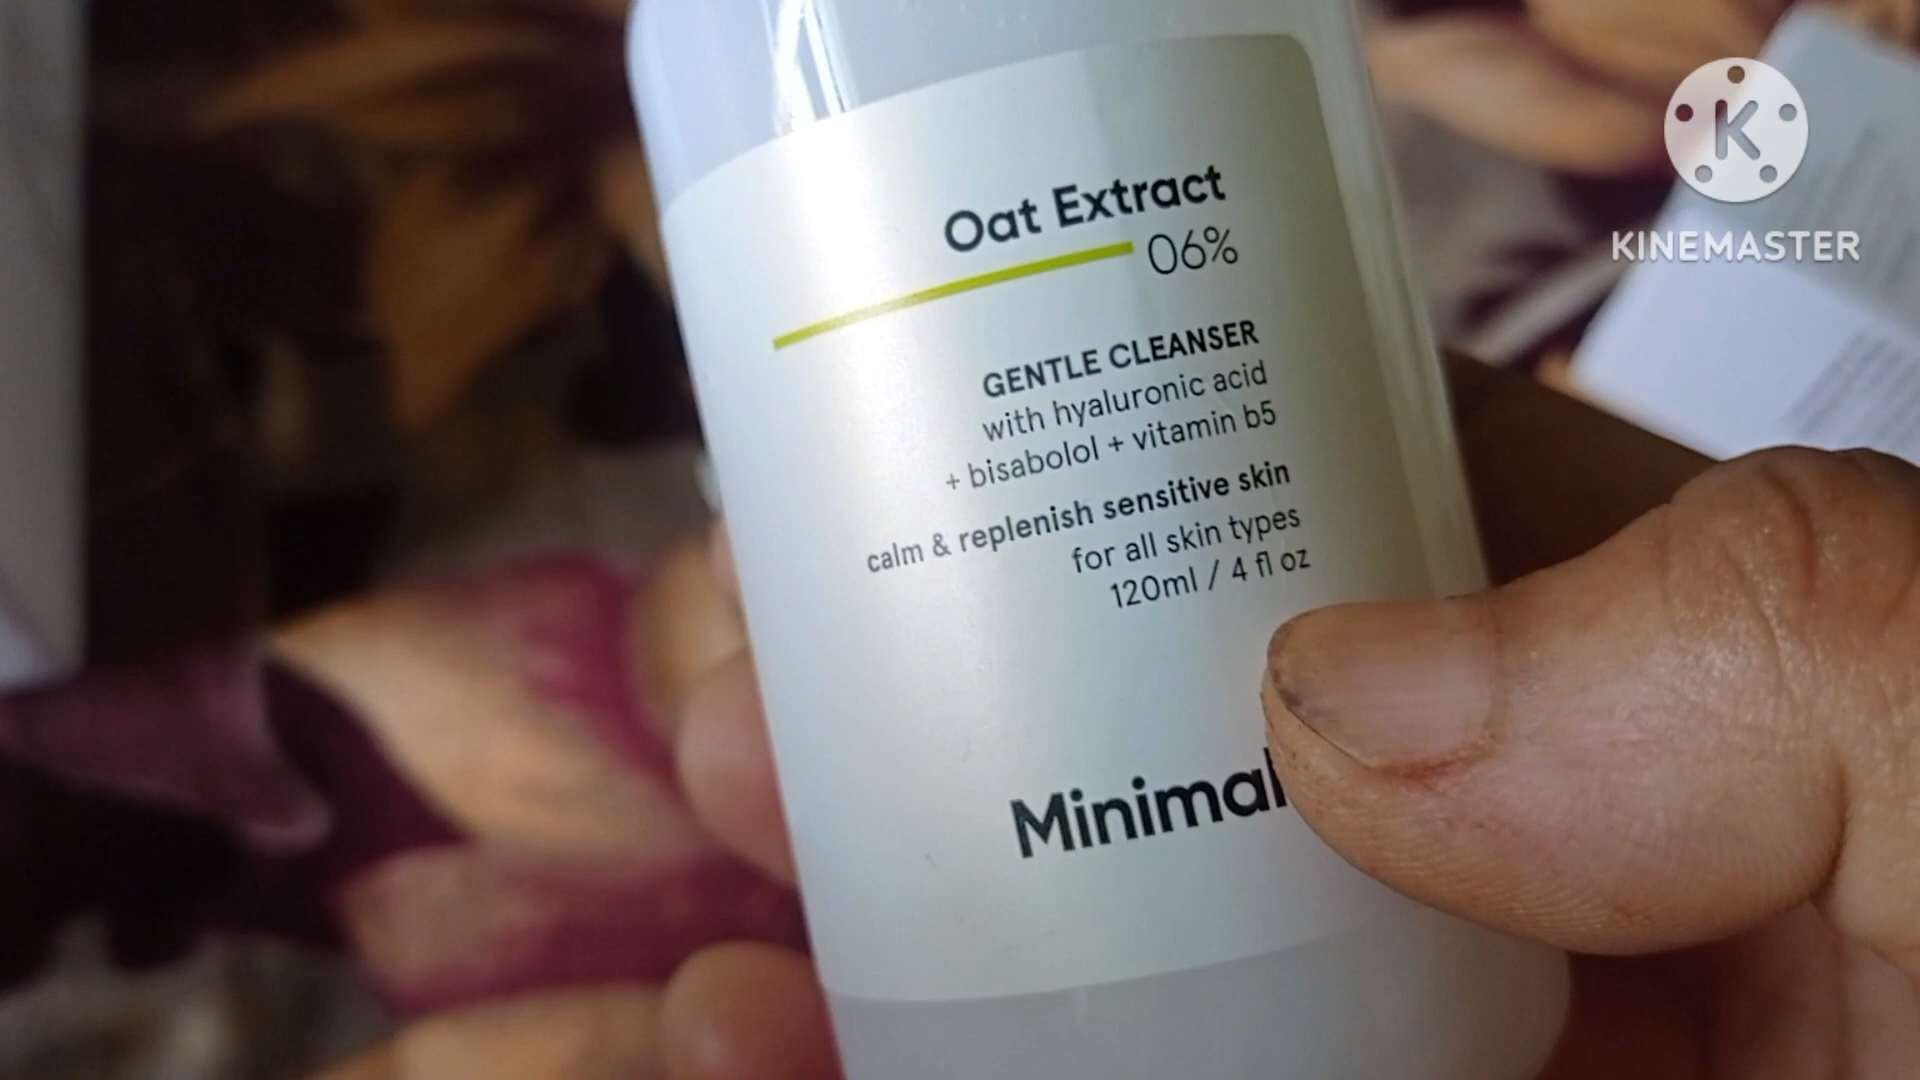 Oat Extract
06%
GENTLE CLEANSER
with hyaluronic acid
+ bisabolol + vitamin b5
calm & replenish sensitive skin
for all skin types
120ml / 4 fl oz
Minimal
K
KINEMASTER